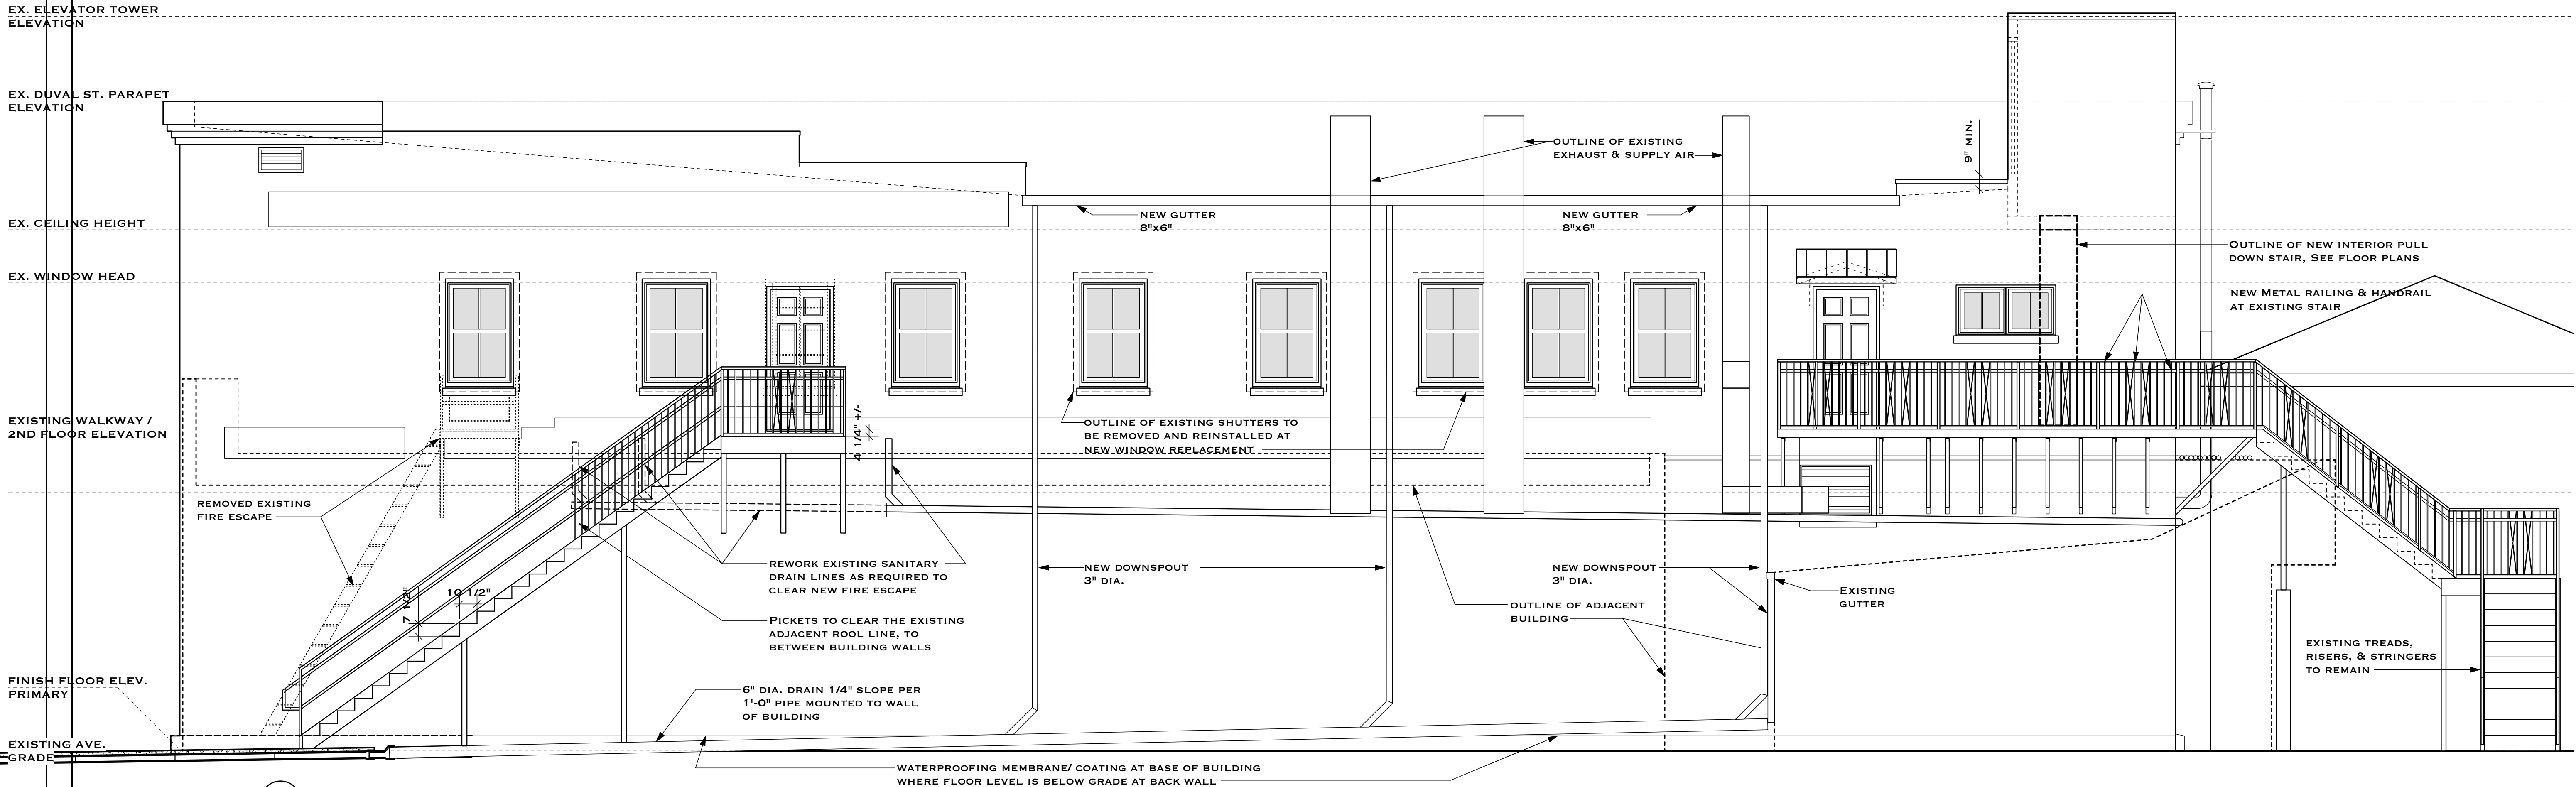 EX. ELEVATOR TOWER
ELEVATION
EX. DUVAL ST. PARAPET
ELEVATION
EX. CEILING HEIGHT
EX. WINDOW HEAD
EXISTING WALKWAY /
2ND FLOOR ELEVATION
FINISH FLOOR ELEV.
PRIMARY
EXISTING AVE.
GRADE
REMOVED EXISTING
FIRE ESCAPE
7 1/2"
10 1/2"
4 1/4" +/-
REWORK EXISTING SANITARY
DRAIN LINES AS REQUIRED TO
CLEAR NEW FIRE ESCAPE
PICKETS TO CLEAR THE EXISTING
ADJACENT ROOL LINE, TO
BETWEEN BUILDING WALLS
6" DIA. DRAIN 1/4" SLOPE PER
1'-0" PIPE MOUNTED TO WALL
OF BUILDING
WATERPROOFING MEMBRANE/ COATING AT BASE OF BUILDING
WHERE FLOOR LEVEL IS BELOW GRADE AT BACK WALL
NEW GUTTER
8"X6"
OUTLINE OF EXISTING SHUTTERS TO
BE REMOVED AND REINSTALLED AT
NEW WINDOW REPLACEMENT
NEW DOWNSPOUT
3" DIA.
OUTLINE OF EXISTING
EXHAUST & SUPPLY AIR
NEW GUTTER
8"X6"
NEW DOWNSPOUT
3" DIA.
OUTLINE OF ADJACENT
BUILDING
EXISTING
GUTTER
9" MIN.
OUTLINE OF NEW INTERIOR PULL
DOWN STAIR, SEE FLOOR PLANS
NEW METAL RAILING & HANDRAIL
AT EXISTING STAIR
EXISTING TREADS,
RISERS, & STRINGERS
TO REMAIN